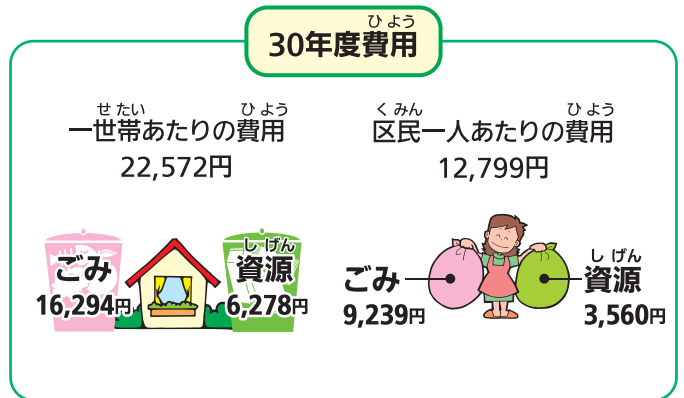 ひ よう
30年度費用
せ たい ひ よう
一世帯あたりの費用
22,572円
く みん ひ よう
区民一人あたりの費用
12,799円
し げん
ごみ 資源
16,294円 6,278円
し げん
ごみ 資源
9,239円 3,560円